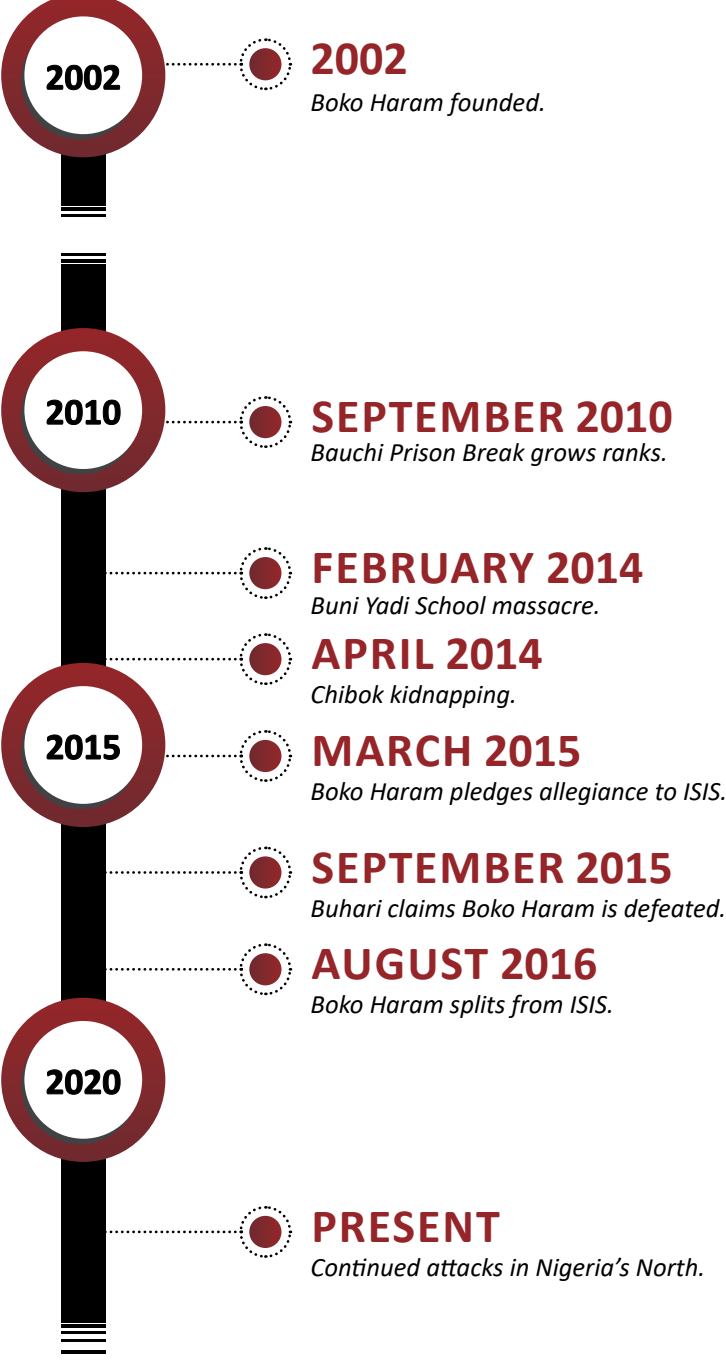 2002
2002
Boko Haram founded.
2010
SEPTEMBER 2010
Bauchi Prison Break grows ranks.
FEBRUARY 2014
Buni Yadi School massacre.
APRIL 2014
Chibok kidnapping.
2015
MARCH 2015
Boko Haram pledges allegiance to ISIS.
SEPTEMBER 2015
Buhari claims Boko Haram is defeated.
AUGUST 2016
Boko Haram splits from ISIS.
2020
PRESENT
Continued attacks in Nigeria’s North.